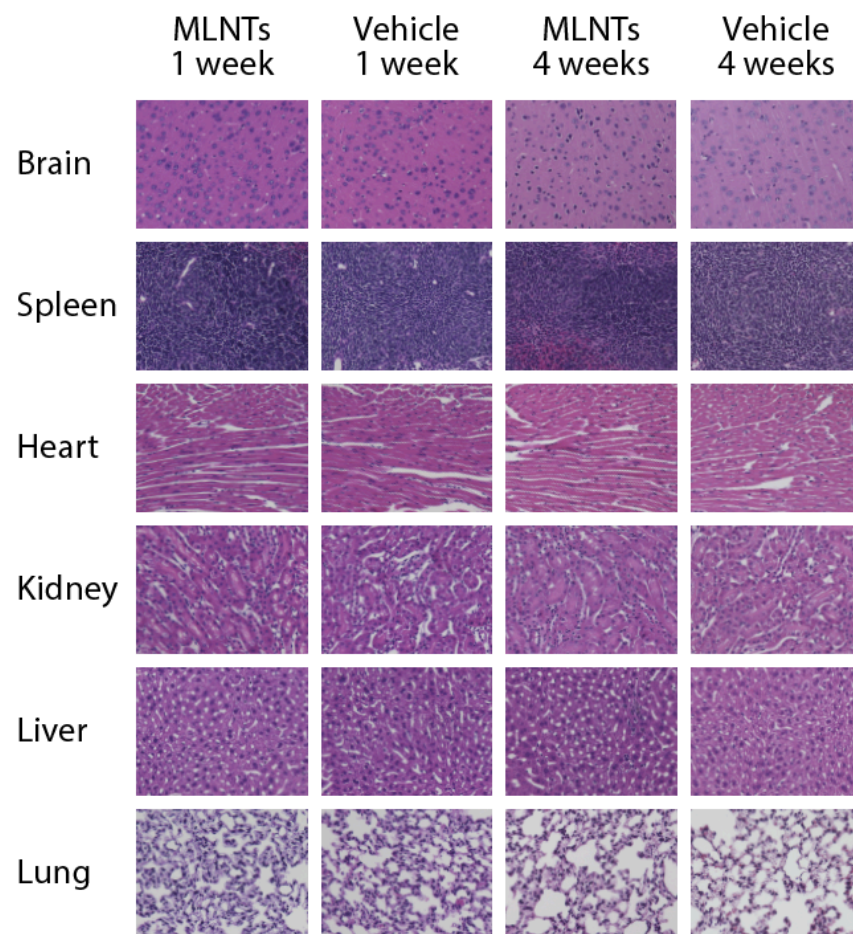 MLNTs
1 week
Vehicle
1 week
MLNTs
4 weeks
Vehicle
4 weeks
Brain
Spleen
Heart
Kidney
Liver
Lung